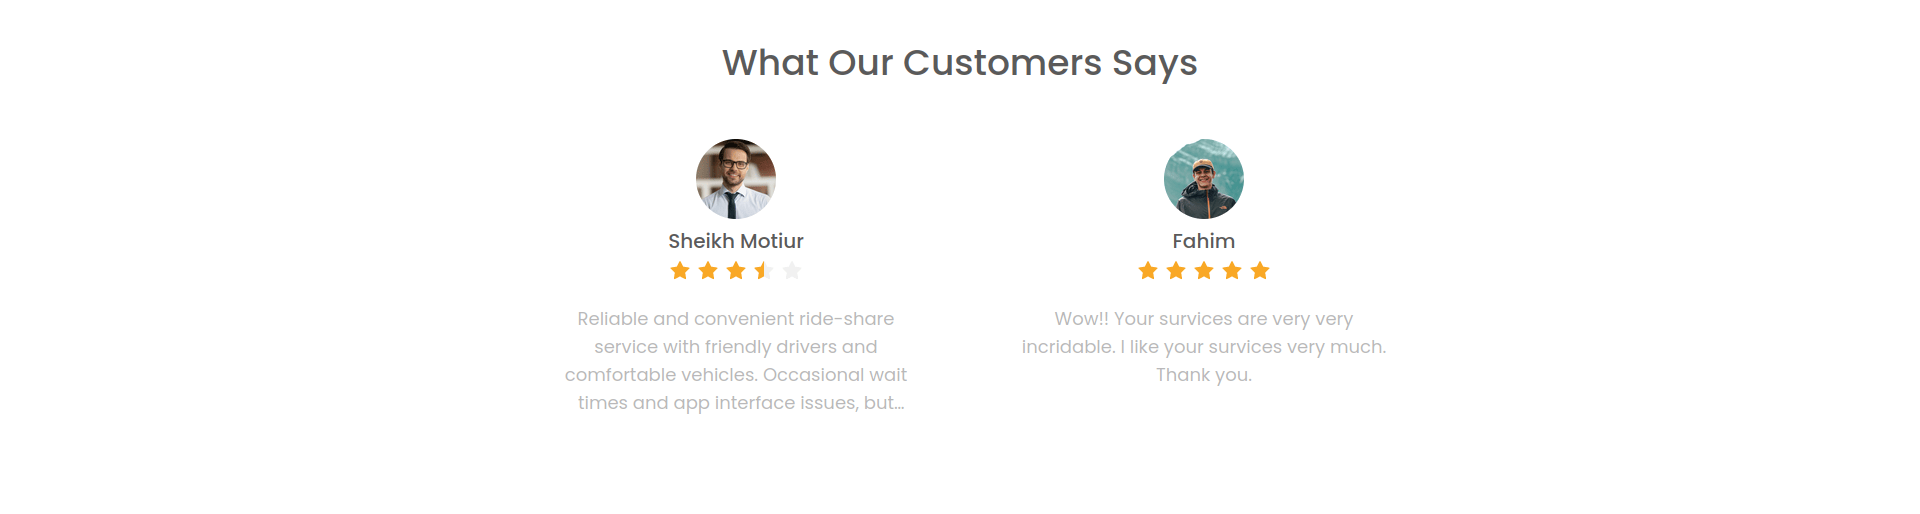 What Our Customers Says
Sheikh Motiur
Reliable and convenient ride-share
service with friendly drivers and
comfortable vehicles. Occasional wait
times and app interface issues, but...
Fahim
Wow!! Your survices are very very
incridable. I like your survices very much.
Thank you.